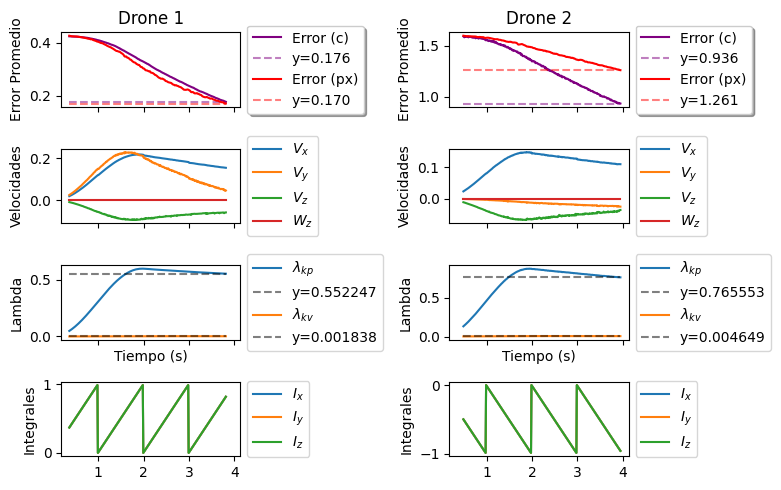 Drone 1
Error Promedio
0.4
0.2
Error (c)
y=0.176
Error (px)
y=0.170
Drone 2
Error Promedio
1.5
1.0
Error (c)
y=0.936
Error (px)
y=1.261
Velocidades
0.2
0.0
V_x
V_y
V_z
W_z
Velocidades
0.1
0.0
V_x
V_y
V_z
W_z
Lambda
0.5
0.0
Tiempo (s)
λ_kp
y=0.552247
λ_kv
y=0.001838
Lambda
0.5
0.0
Tiempo (s)
λ_kp
y=0.765553
λ_kv
y=0.004649
Integrales
1
0
1 2 3 4
I_x
I_y
I_z
Integrales
0
−1
1 2 3 4
I_x
I_y
I_z